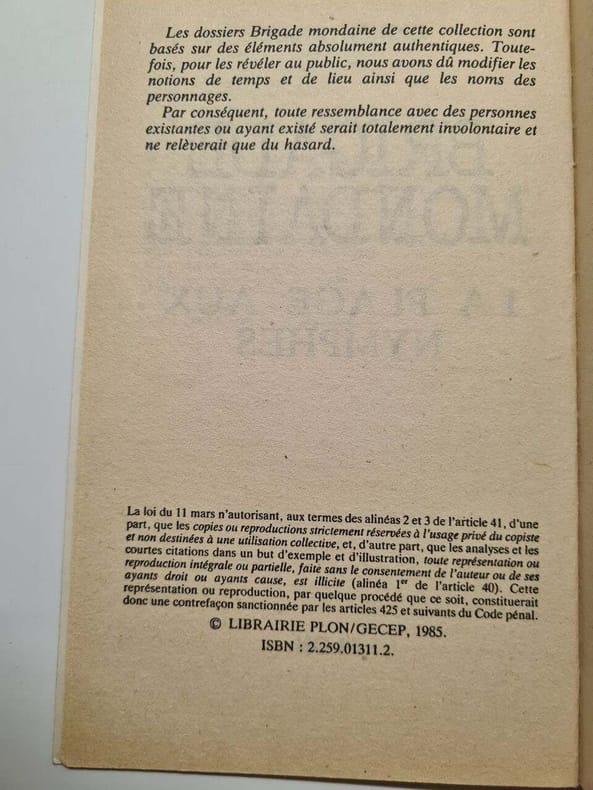 Les dossiers Brigade mondaine de cette collection sont
basés sur des éléments absolument authentiques. Toute-
fois, pour les révéler au public, nous avons dû modifier les
notions de temps et de lieu ainsi que les noms des
personnages.
Par conséquent, toute ressemblance avec des personnes
existantes ou ayant existé serait totalement involontaire et
ne relèverait que du hasard.
BRIGADE
MONDAINE
LA PLAGE AUX
NYMPHES
La loi du 11 mars n'autorisant, aux termes des alinéas 2 et 3 de l'article 41, d'une
part, que les copies ou reproductions strictement réservées à l'usage privé du copiste
et non destinées à une utilisation collective, et, d'autre part, que les analyses et les
courtes citations dans un but d'exemple et d'illustration, toute représentation ou
reproduction intégrale ou partielle, faite sans le consentement de l'auteur ou de ses
ayants droit ou ayants cause, est illicite (alinéa 1er de l'article 40). Cette
représentation ou reproduction, par quelque procédé que ce soit, constituerait
donc une contrefaçon sanctionnée par les articles 425 et suivants du Code pénal.
© LIBRAIRIE PLON/GECEP, 1985.
ISBN : 2.259.01311.2.